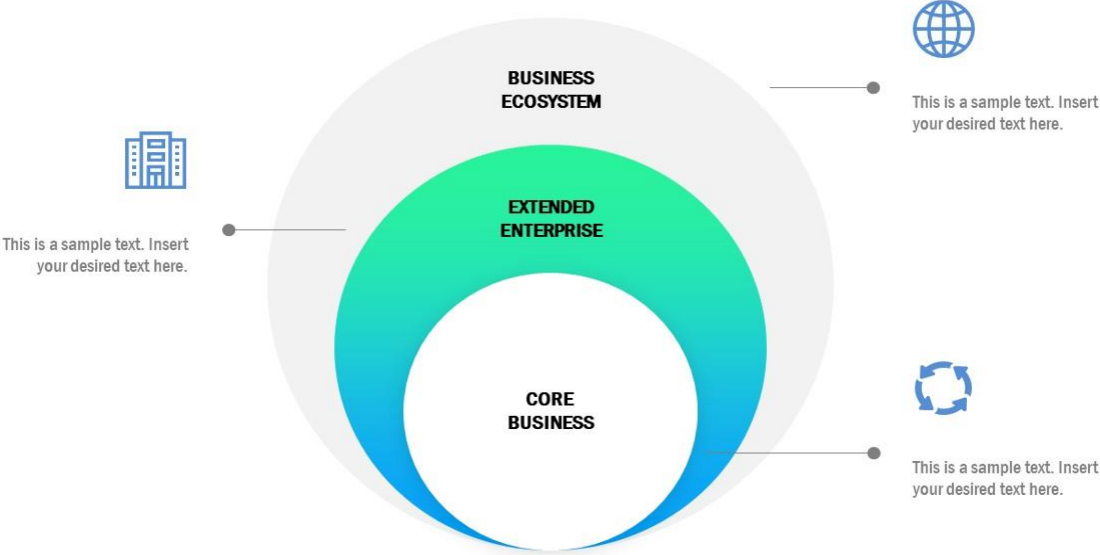 BUSINESS
ECOSYSTEM
This is a sample text. Insert
your desired text here.
EXTENDED
ENTERPRISE
This is a sample text. Insert
your desired text here.
CORE
BUSINESS
This is a sample text. Insert
your desired text here.